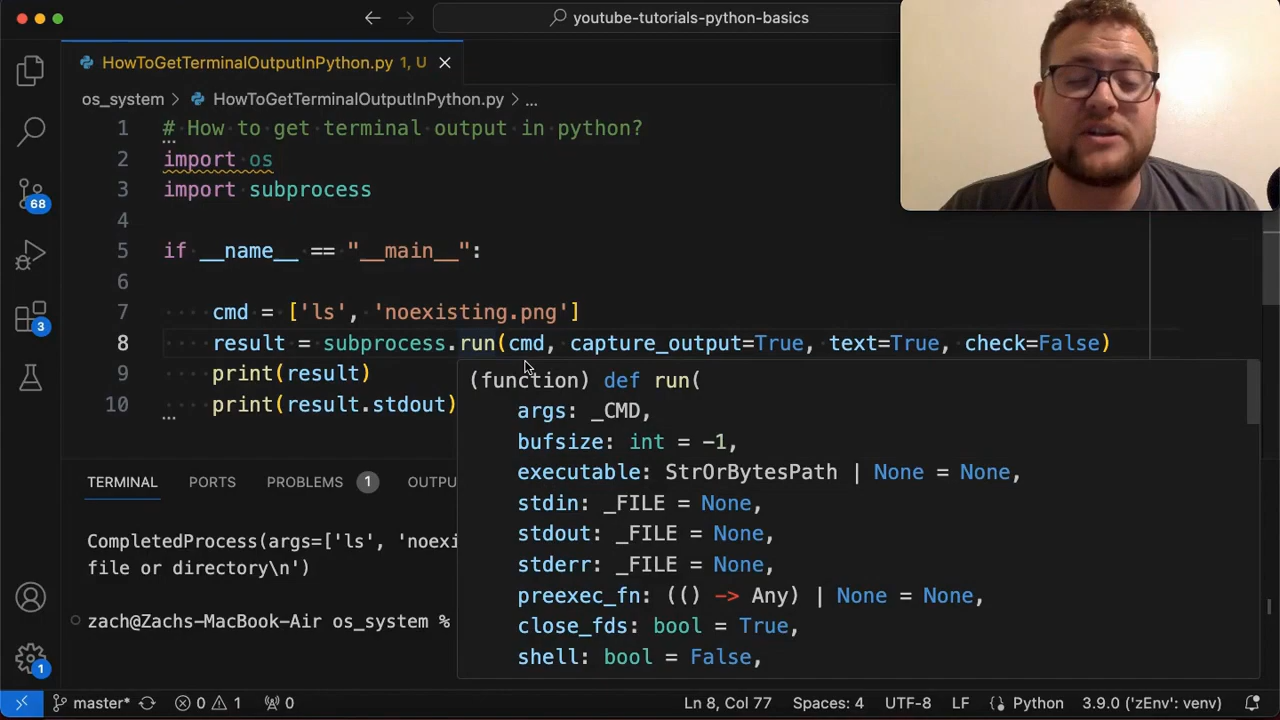 youtube-tutorials-python-basics
HowToGetTerminalOutputInPython.py 1, U
os_system > HowToGetTerminalOutputInPython.py > ...
1 # How to get terminal output in python?
2 import os
3 import subprocess
4
5 if __name__ == "__main__":
6
7 cmd = ['ls', 'noexisting.png']
8 result = subprocess.run(cmd, capture_output=True, text=True, check=False)
9 print(result)
10 print(result.stdout)
(function) def run(
args: _CMD,
bufsize: int = -1,
executable: StrOrBytesPath | None = None,
stdin: _FILE = None,
stdout: _FILE = None,
stderr: _FILE = None,
preexec_fn: (() -> Any) | None = None,
close_fds: bool = True,
shell: bool = False,
68
3
1
TERMINAL PORTS PROBLEMS 1 OUTPU
CompletedProcess(args=['ls', 'noexi
file or directory\n')
zach@Zachs-MacBook-Air os_system %
master* 0 1 0 Ln 8, Col 77 Spaces: 4 UTF-8 LF Python 3.9.0 ('zEnv': venv)